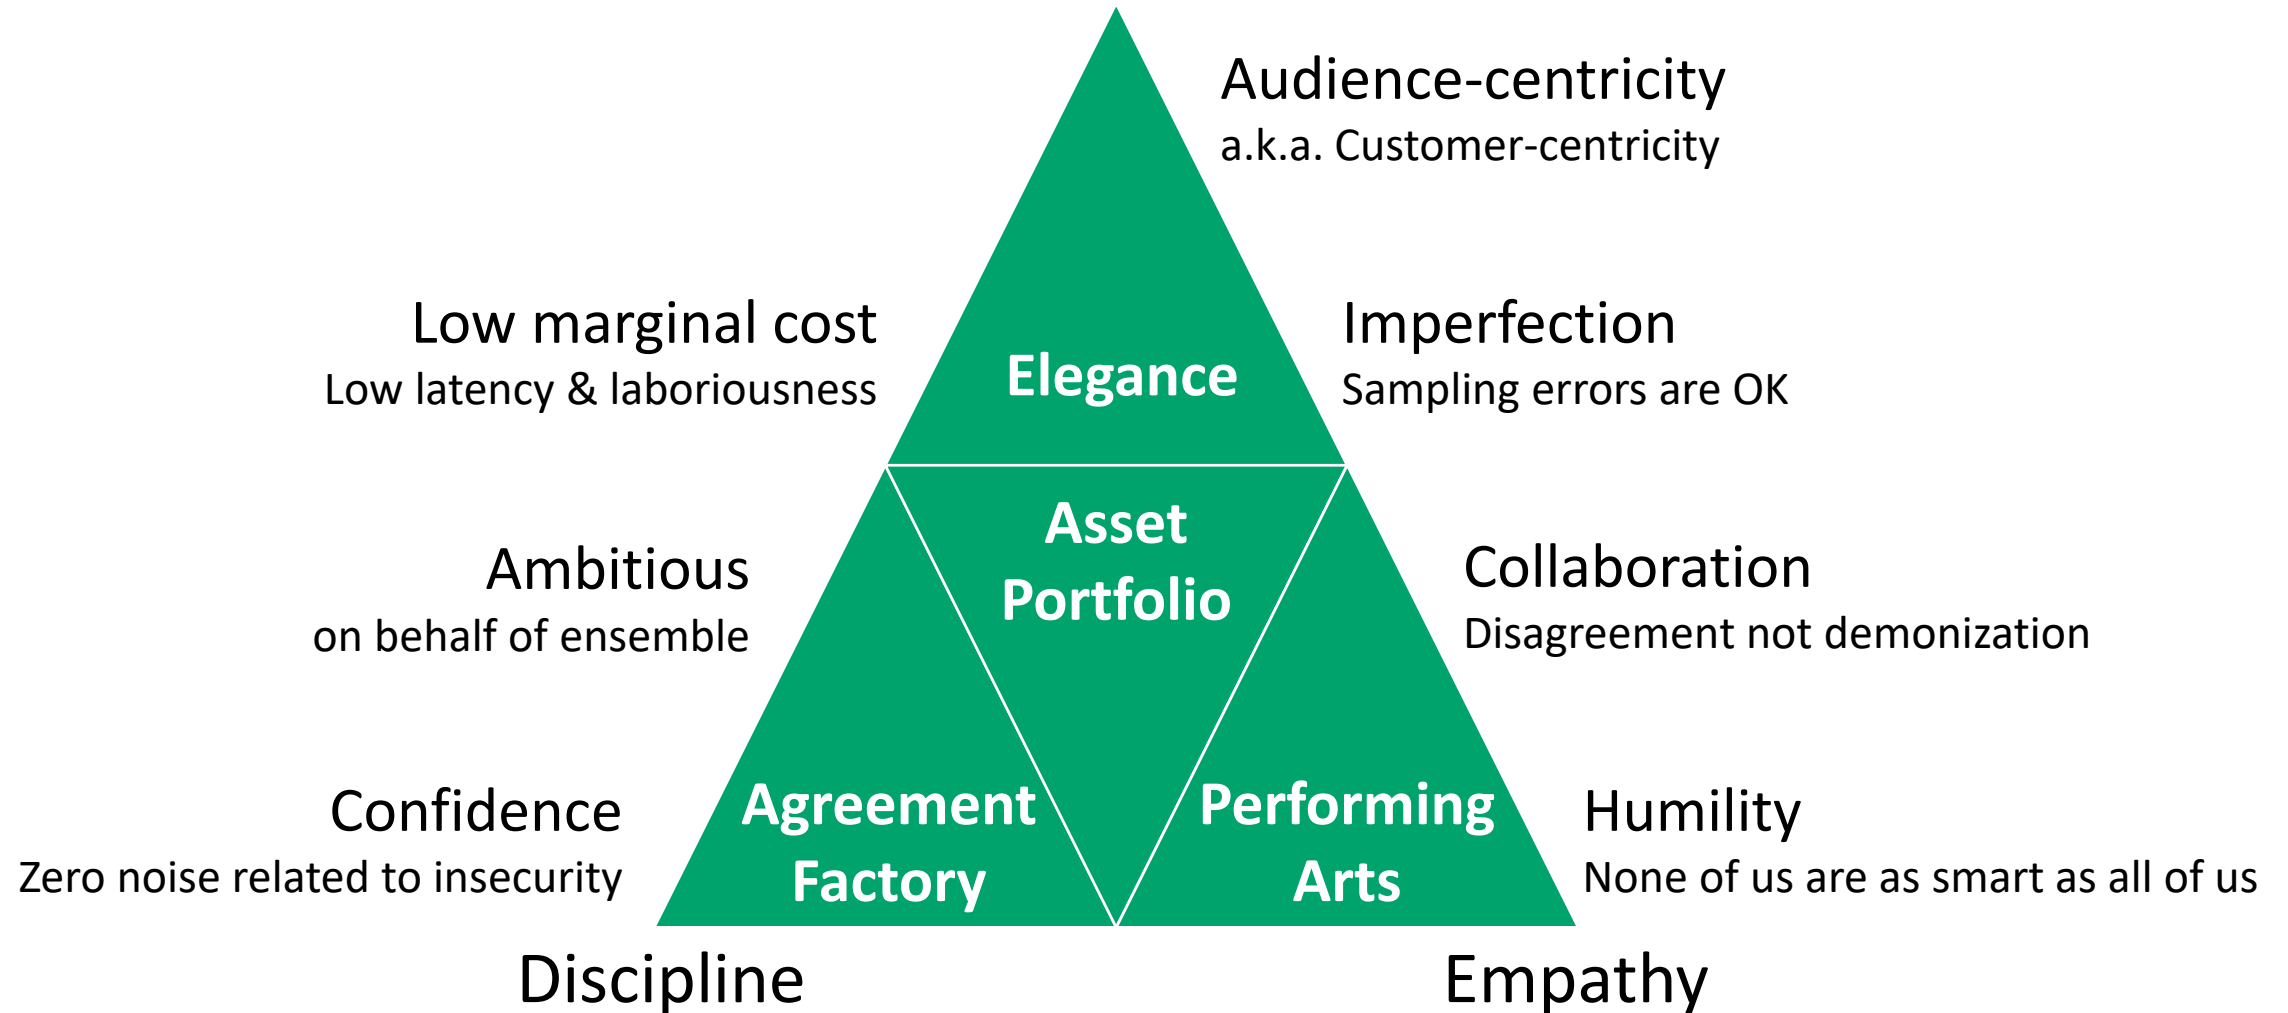 Audience-centricity
a.k.a. Customer-centricity
Low marginal cost
Low latency & laboriousness
Elegance
Imperfection
Sampling errors are OK
Asset
Portfolio
Ambitious
on behalf of ensemble
Collaboration
Disagreement not demonization
Confidence
Zero noise related to insecurity
Agreement
Factory
Performing
Arts
Humility
None of us are as smart as all of us
Discipline
Empathy